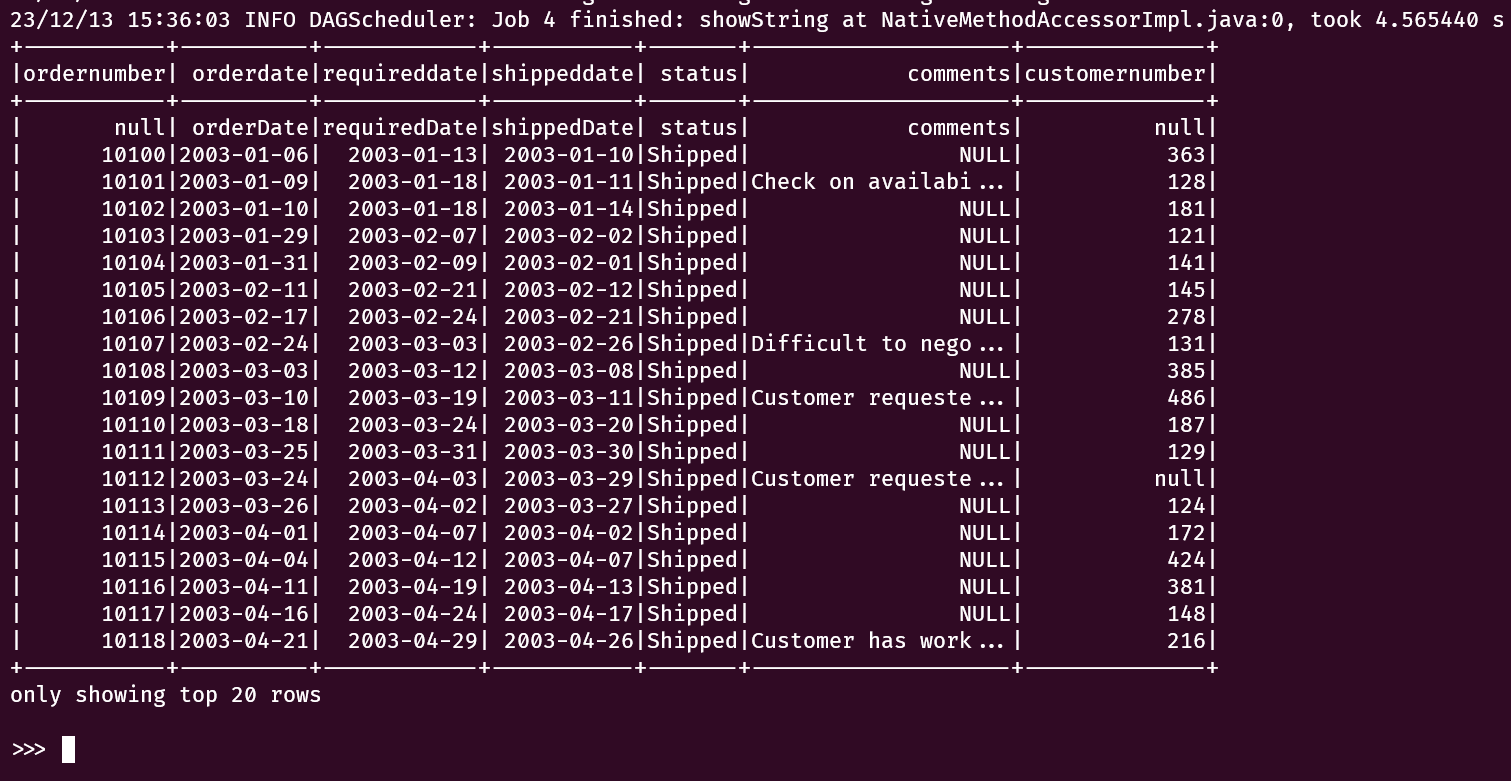 23/12/13 15:36:03 INFO DAGScheduler: Job 4 finished: showString at NativeMethodAccessorImpl.java:0, took 4.565440 s
+-----------+----------+------------+-----------+-------+--------------------+--------------+
|ordernumber| orderdate|requireddate|shippeddate| status|            comments|customernumber|
+-----------+----------+------------+-----------+-------+--------------------+--------------+
|       null| orderDate|requiredDate|shippedDate| status|            comments|          null|
|      10100|2003-01-06|  2003-01-13| 2003-01-10|Shipped|                NULL|           363|
|      10101|2003-01-09|  2003-01-18| 2003-01-11|Shipped|Check on availabi...|           128|
|      10102|2003-01-10|  2003-01-18| 2003-01-14|Shipped|                NULL|           181|
|      10103|2003-01-29|  2003-02-07| 2003-02-02|Shipped|                NULL|           121|
|      10104|2003-01-31|  2003-02-09| 2003-02-01|Shipped|                NULL|           141|
|      10105|2003-02-11|  2003-02-21| 2003-02-12|Shipped|                NULL|           145|
|      10106|2003-02-17|  2003-02-24| 2003-02-21|Shipped|                NULL|           278|
|      10107|2003-02-24|  2003-03-03| 2003-02-26|Shipped|Difficult to nego...|           131|
|      10108|2003-03-03|  2003-03-12| 2003-03-08|Shipped|                NULL|           385|
|      10109|2003-03-10|  2003-03-19| 2003-03-11|Shipped|Customer requeste...|           486|
|      10110|2003-03-18|  2003-03-24| 2003-03-20|Shipped|                NULL|           187|
|      10111|2003-03-25|  2003-03-31| 2003-03-30|Shipped|                NULL|           129|
|      10112|2003-03-24|  2003-04-03| 2003-03-29|Shipped|Customer requeste...|          null|
|      10113|2003-03-26|  2003-04-02| 2003-03-27|Shipped|                NULL|           124|
|      10114|2003-04-01|  2003-04-07| 2003-04-02|Shipped|                NULL|           172|
|      10115|2003-04-04|  2003-04-12| 2003-04-07|Shipped|                NULL|           424|
|      10116|2003-04-11|  2003-04-19| 2003-04-13|Shipped|                NULL|           381|
|      10117|2003-04-16|  2003-04-24| 2003-04-17|Shipped|                NULL|           148|
|      10118|2003-04-21|  2003-04-29| 2003-04-26|Shipped|Customer has work...|           216|
+-----------+----------+------------+-----------+-------+--------------------+--------------+
only showing top 20 rows
>>>